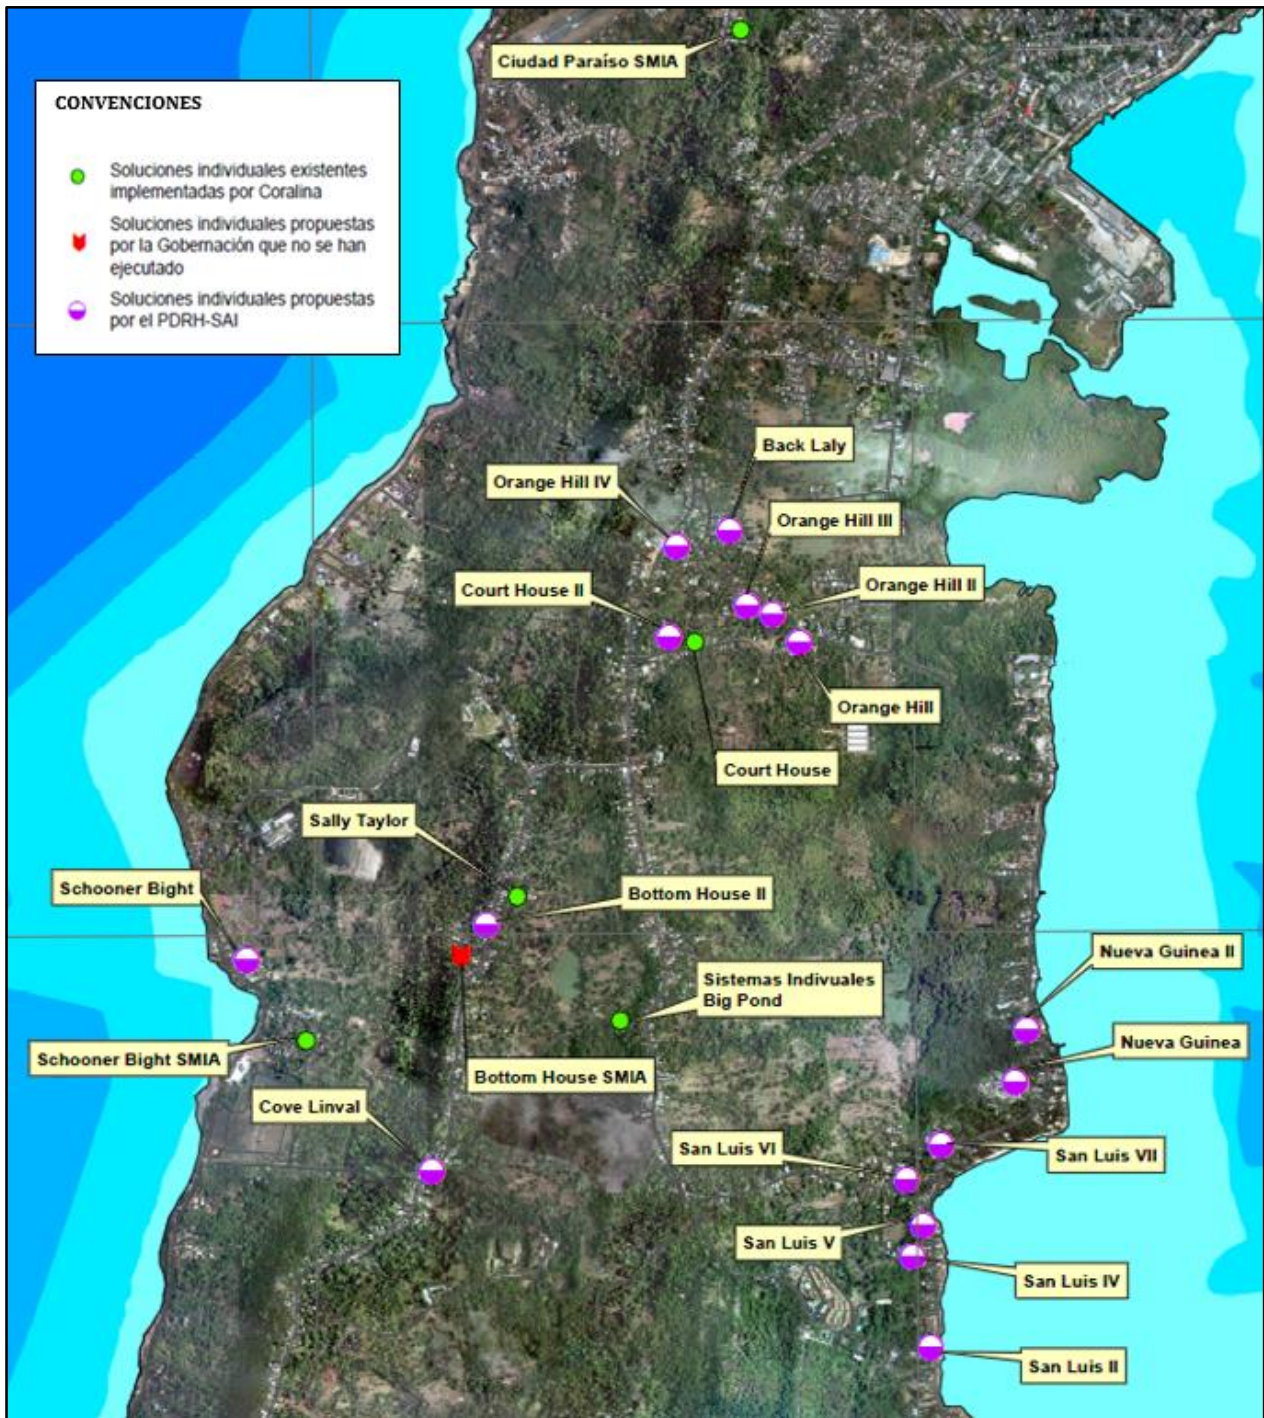 Ciudad Paraíso SMIA
CONVENCIONES
Soluciones individuales existentes
implementadas por Coralina
Soluciones individuales propuestas
por la Gobernación que no se han
ejecutado
Soluciones individuales propuestas
por el PDRH-SAI
Back Laly
Orange Hill IV
Orange Hill III
Orange Hill II
Court House II
Orange Hill
Court House
Sally Taylor
Schooner Bight
Bottom House II
Nueva Guinea II
Sistemas Indivuales
Big Pond
Nueva Guinea
Schooner Bight SMIA
Bottom House SMIA
Cove Linval
San Luis VI
San Luis VII
San Luis V
San Luis IV
San Luis II